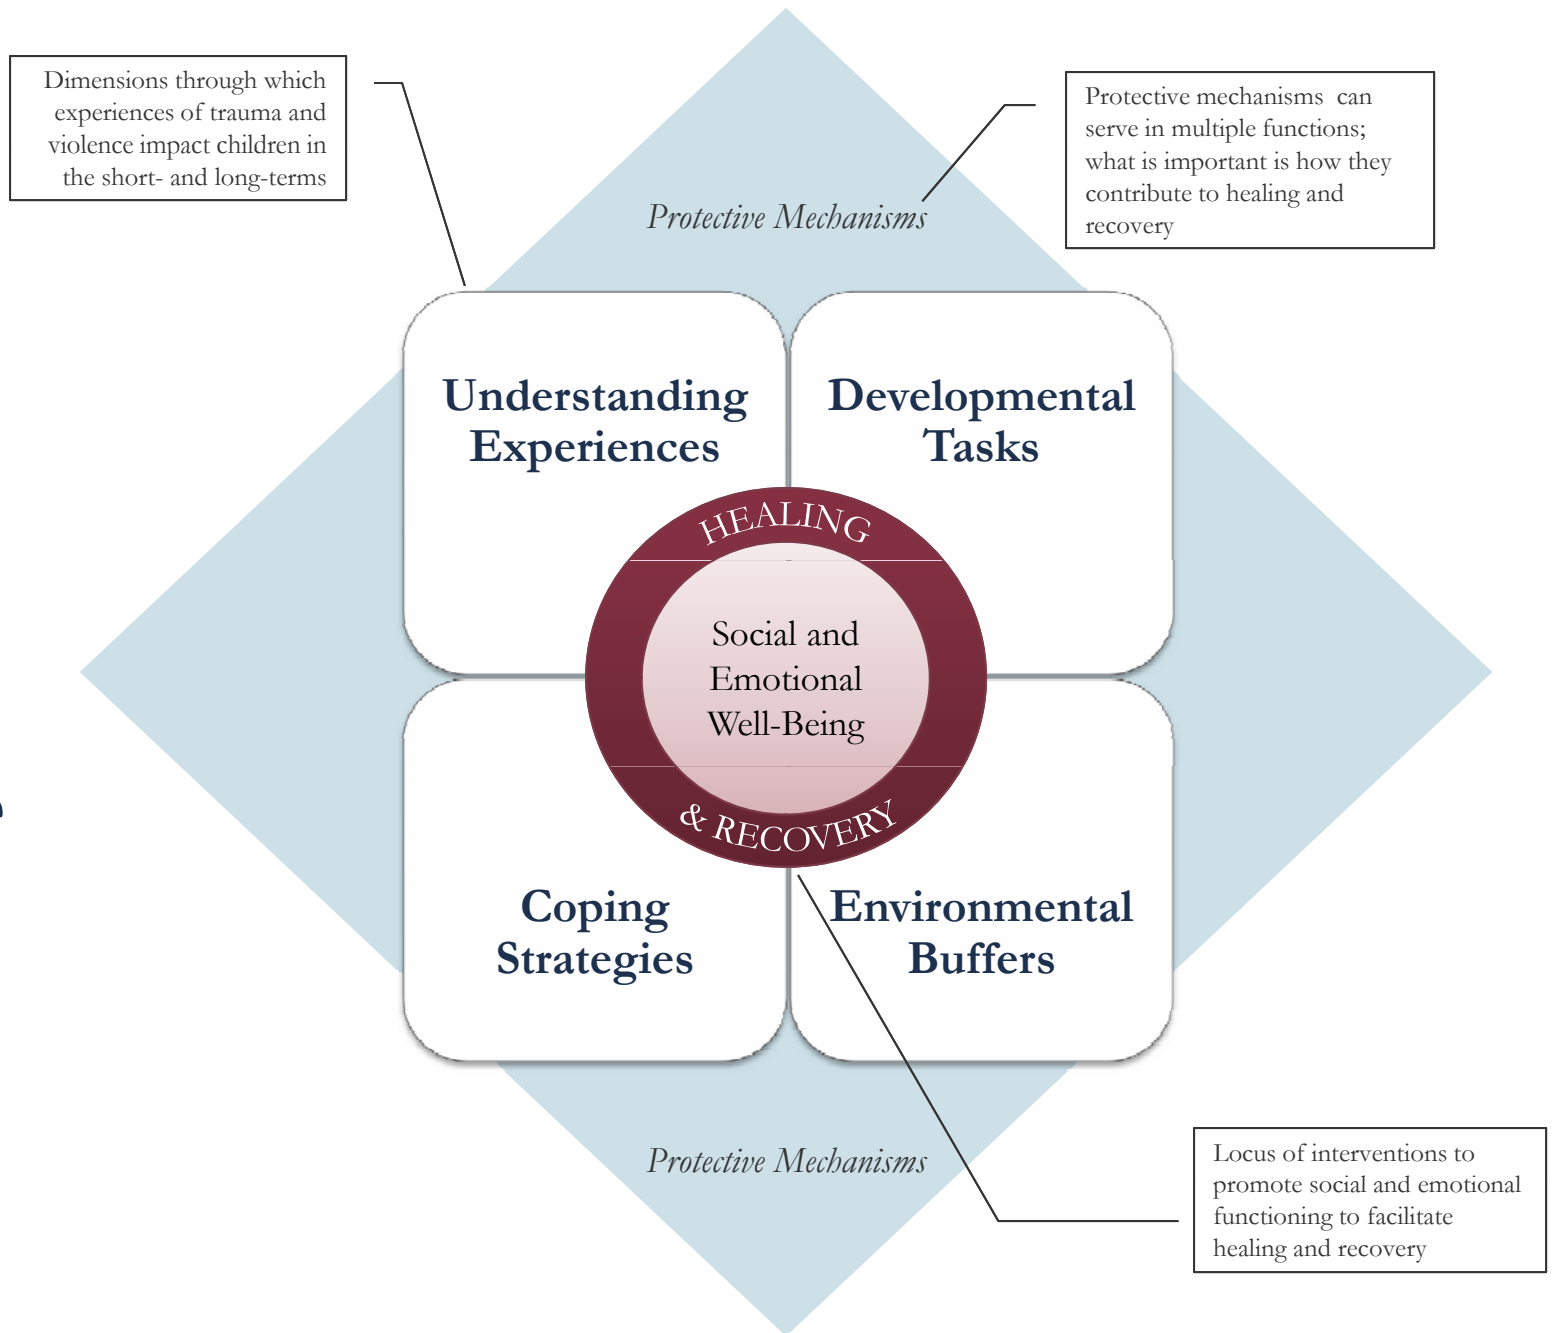 Dimensions through which
experiences of trauma and
violence impact children in
the short- and long-terms
Protective mechanisms can
serve in multiple functions;
what is important is how they
contribute to healing and
recovery
Protective Mechanisms
Understanding
Experiences
Developmental
Tasks
HEALING
Social and
Emotional
Well-Being
& RECOVERY
Coping
Strategies
Environmental
Buffers
Protective Mechanisms
Locus of interventions to
promote social and emotional
functioning to facilitate
healing and recovery